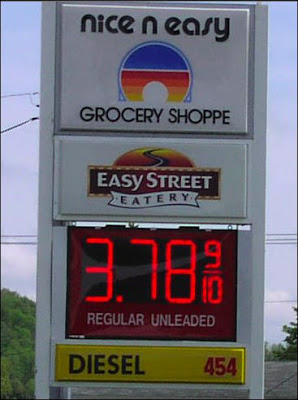 nice n easy
GROCERY SHOPPE
EASY STREET
EATERY
3.78 9/10
REGULAR UNLEADED
DIESEL 454